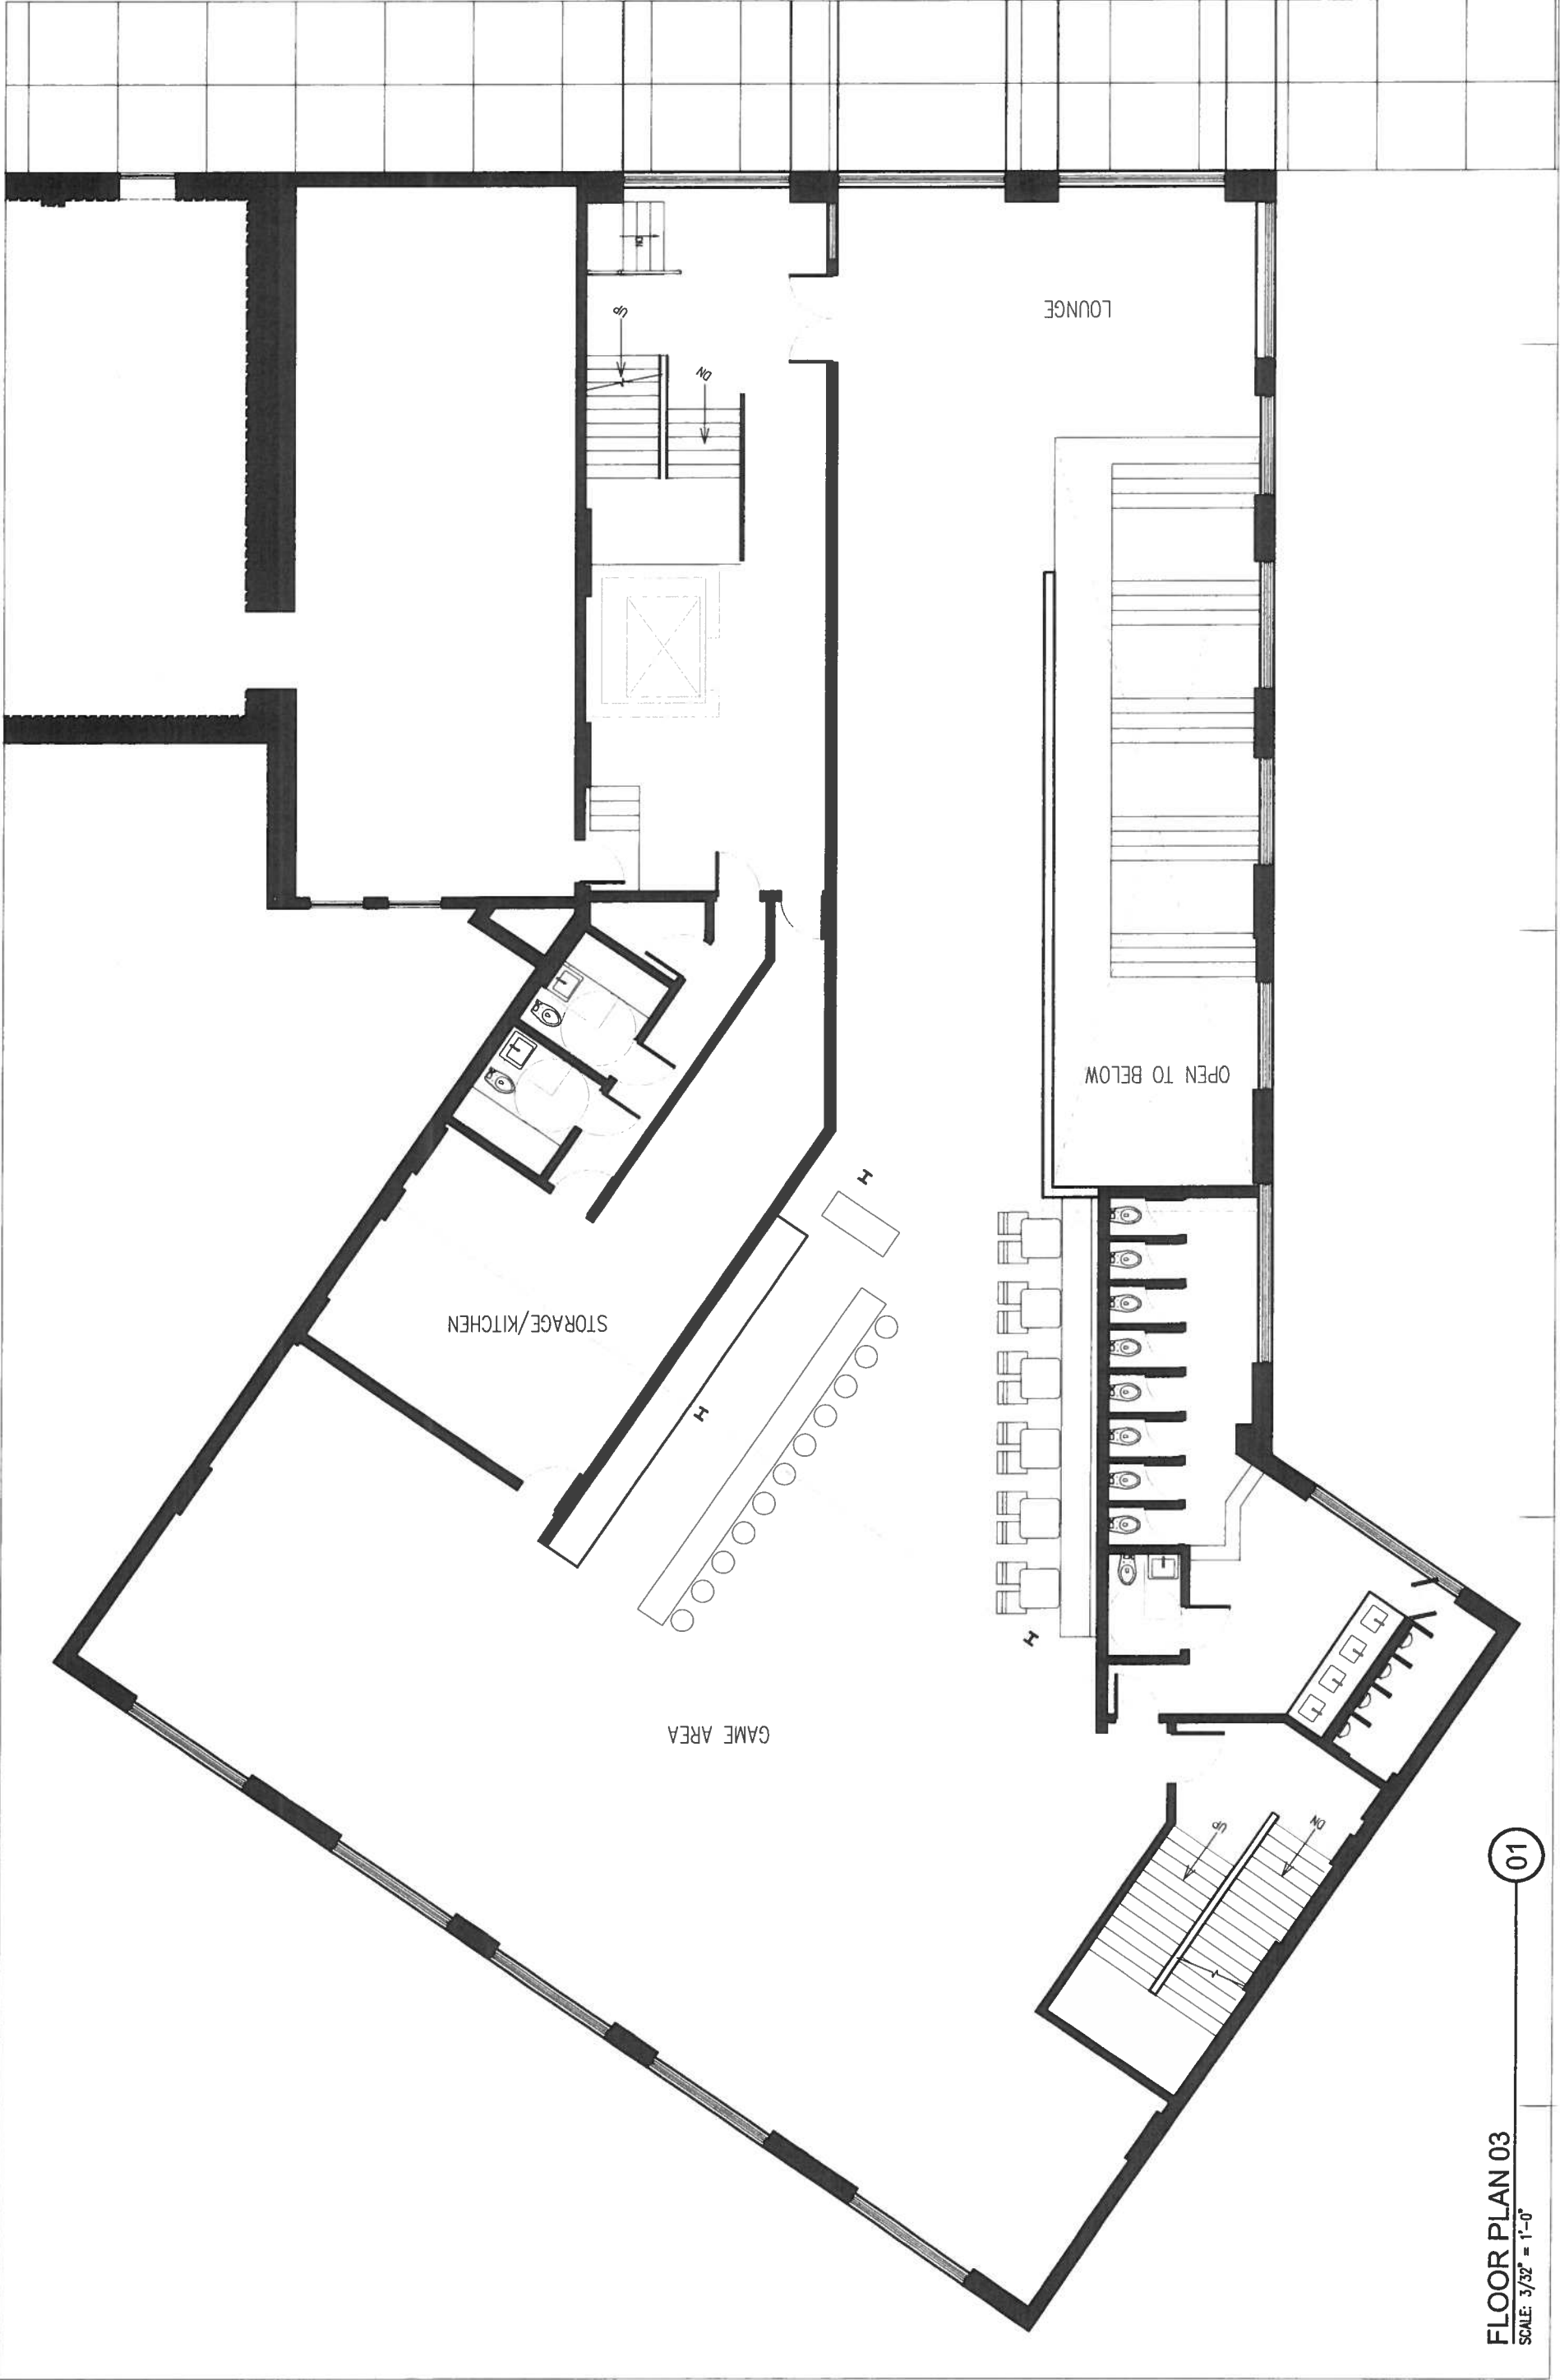 DN
UP
DN
LOUNGE
OPEN TO BELOW
STORAGE/KITCHEN
H
H
H
GAME AREA
UP
DN
01
FLOOR PLAN 03
SCALE: 3/32" = 1'-0"